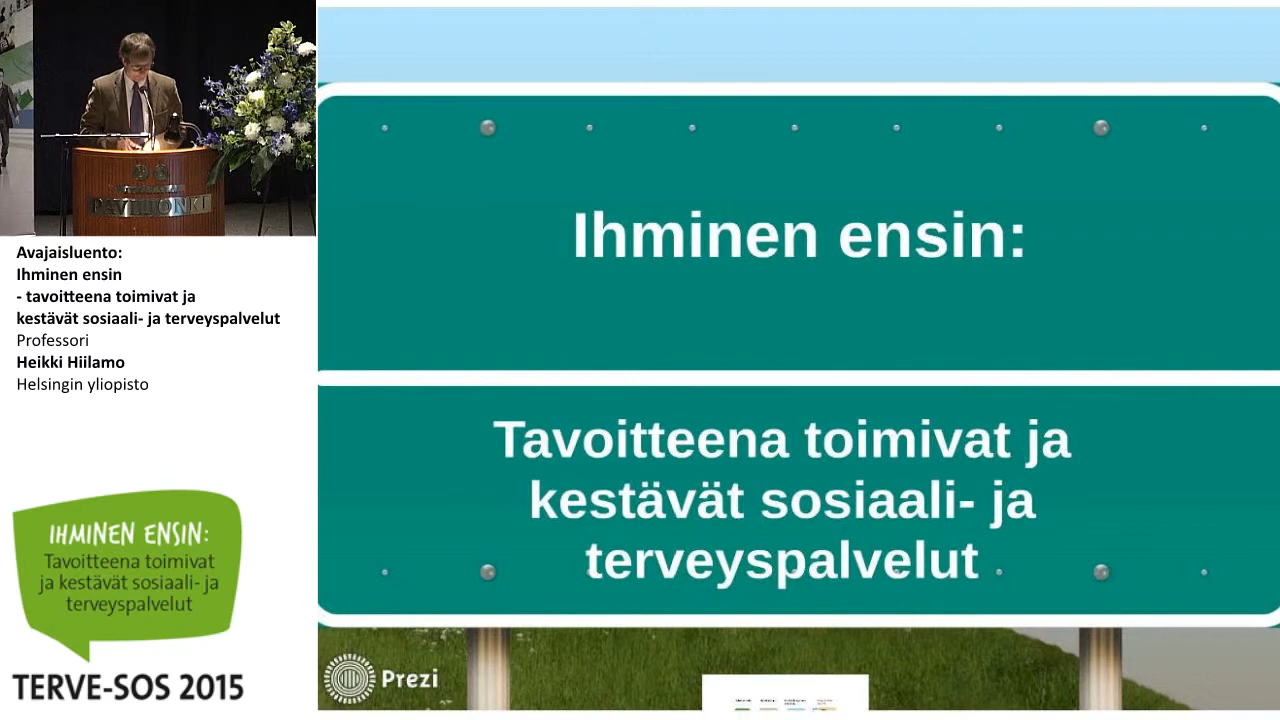 PAVILJONKI
Avajaisluento:
Ihminen ensin
- tavoitteena toimivat ja
kestävät sosiaali- ja terveyspalvelut
Professori
Heikki Hiilamo
Helsingin yliopisto
IHMINEN ENSIN:
Tavoitteena toimivat
ja kestävät sosiaali- ja
terveyspalvelut
TERVE-SOS 2015
Ihminen ensin:
Tavoitteena toimivat ja
kestävät sosiaali- ja
terveyspalvelut
Prezi